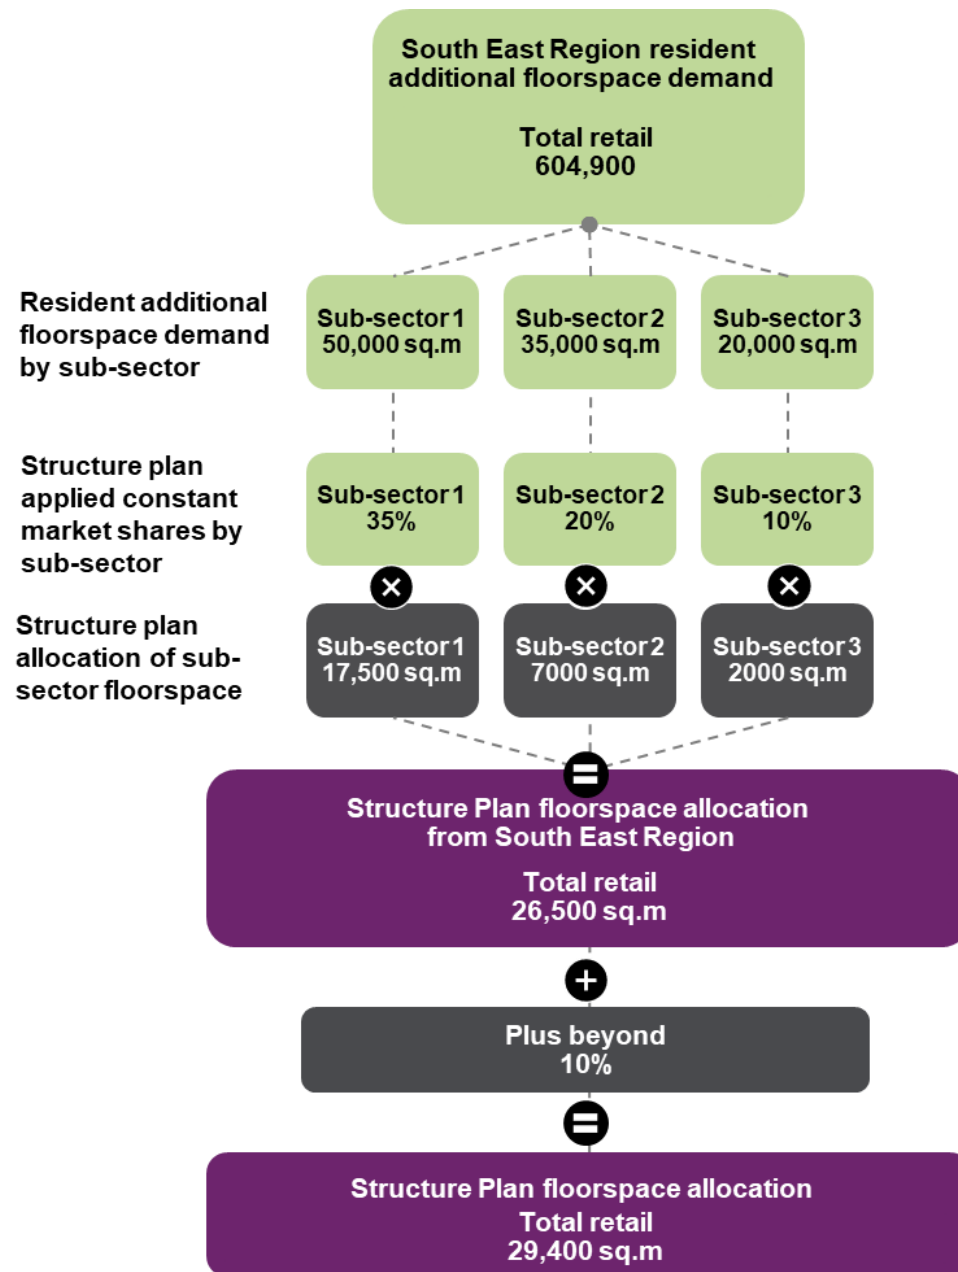 South East Region resident
additional floorspace demand
Total retail
604,900
Resident additional
floorspace demand
by sub-sector
Sub-sector 1
50,000 sq.m
Sub-sector 2
35,000 sq.m
Sub-sector 3
20,000 sq.m
Structure plan
applied constant
market shares by
sub-sector
Sub-sector 1
35%
Sub-sector 2
20%
Sub-sector 3
10%
×
×
×
Structure plan
allocation of sub-
sector floorspace
Sub-sector 1
17,500 sq.m
Sub-sector 2
7000 sq.m
Sub-sector 3
2000 sq.m
=
Structure Plan floorspace allocation
from South East Region
Total retail
26,500 sq.m
+
Plus beyond
10%
=
Structure Plan floorspace allocation
Total retail
29,400 sq.m